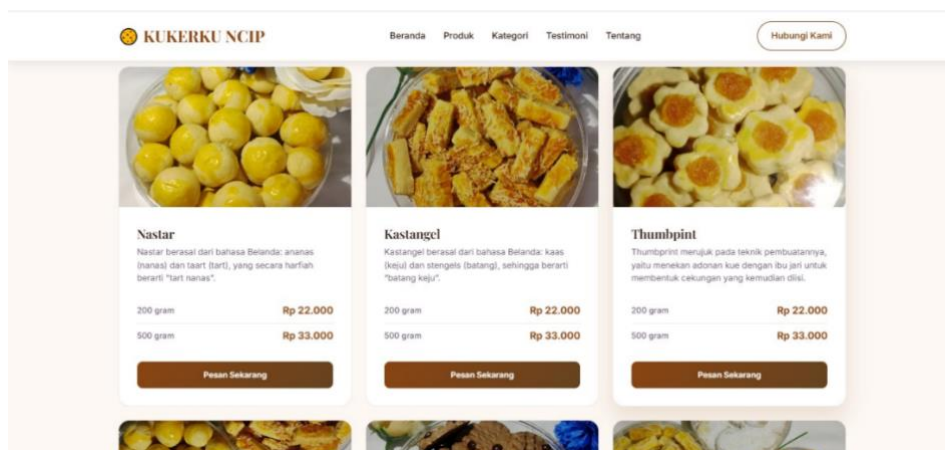 KUKERKU NCIP
Beranda Produk Kategori Testimoni Tentang
Hubungi Kami
Nastar
Nastar berasal dari bahasa Belanda: ananas
(nanas) dan taart (tart), yang secara harfiah
berarti "tart nanas".
200 gram Rp 22.000
500 gram Rp 33.000
Pesan Sekarang
Kastangel
Kastangel berasal dari bahasa Belanda: kaas
(keju) dan stengels (batang), sehingga berarti
"batang keju".
200 gram Rp 22.000
500 gram Rp 33.000
Pesan Sekarang
Thumbpint
Thumbprint merujuk pada teknik pembuatannya,
yaitu menekan adonan kue dengan ibu jari untuk
membentuk cekungan yang kemudian diisi.
200 gram Rp 22.000
500 gram Rp 33.000
Pesan Sekarang